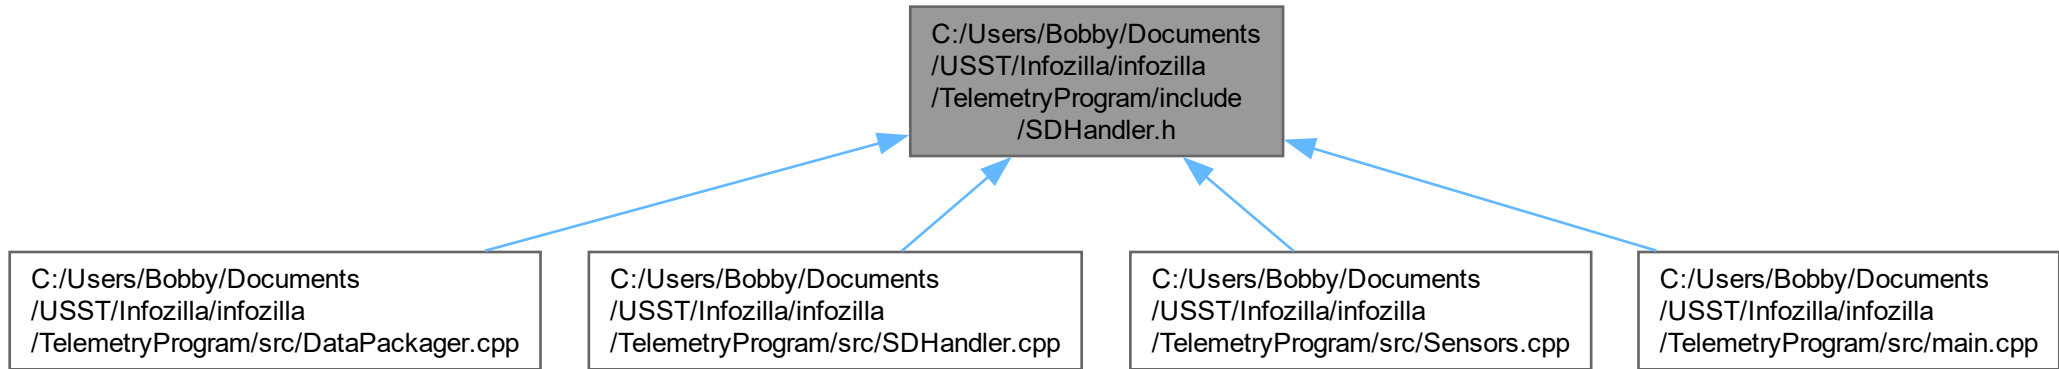 C:/Users/Bobby/Documents
/USST/Infozilla/infozilla
/TelemetryProgram/include
/SDHandler.h
C:/Users/Bobby/Documents
/USST/Infozilla/infozilla
/TelemetryProgram/src/DataPackager.cpp
C:/Users/Bobby/Documents
/USST/Infozilla/infozilla
/TelemetryProgram/src/SDHandler.cpp
C:/Users/Bobby/Documents
/USST/Infozilla/infozilla
/TelemetryProgram/src/Sensors.cpp
C:/Users/Bobby/Documents
/USST/Infozilla/infozilla
/TelemetryProgram/src/main.cpp